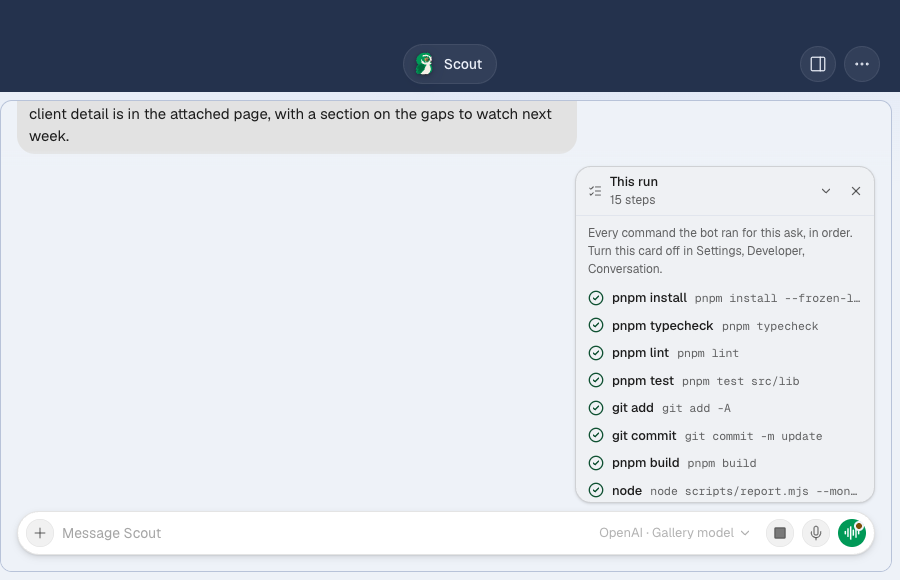 Scout
client detail is in the attached page, with a section on the gaps to watch next
week.
This run
15 steps
Every command the bot ran for this ask, in order.
Turn this card off in Settings, Developer,
Conversation.
pnpm install pnpm install --frozen-l…
pnpm typecheck pnpm typecheck
pnpm lint pnpm lint
pnpm test pnpm test src/lib
git add git add -A
git commit git commit -m update
pnpm build pnpm build
node node scripts/report.mjs --mon…
Message Scout
OpenAI · Gallery model